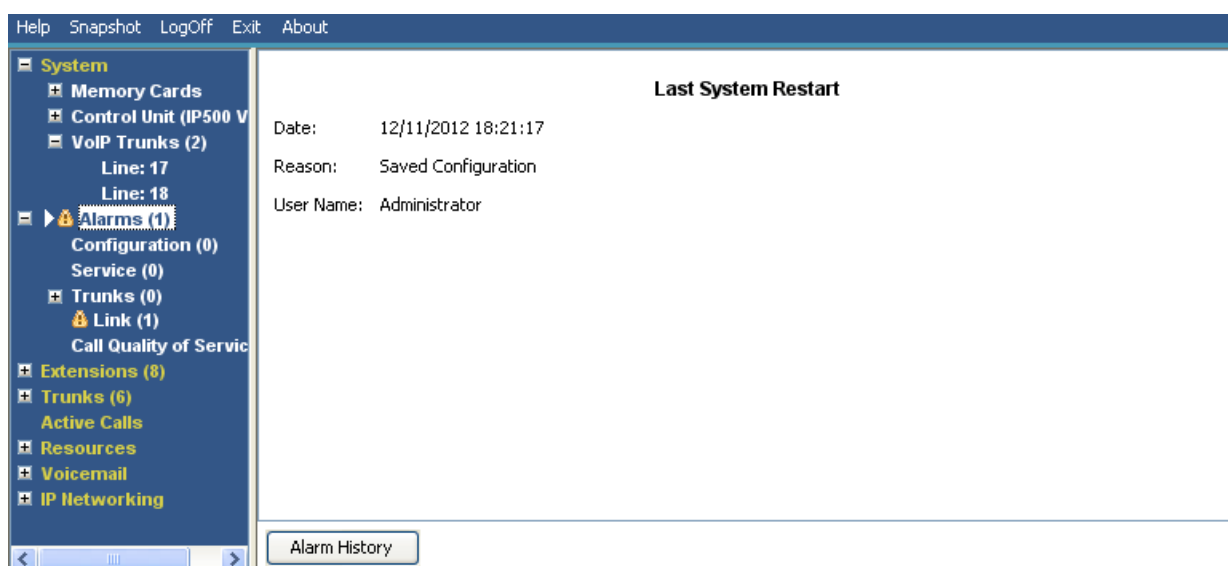 Help Snapshot LogOff Exit About
System
Memory Cards
Control Unit (IP500 V
VoIP Trunks (2)
Line: 17
Line: 18
Alarms (1)
Configuration (0)
Service (0)
Trunks (0)
Link (1)
Call Quality of Servic
Extensions (8)
Trunks (6)
Active Calls
Resources
Voicemail
IP Networking
Last System Restart
Date: 12/11/2012 18:21:17
Reason: Saved Configuration
User Name: Administrator
Alarm History